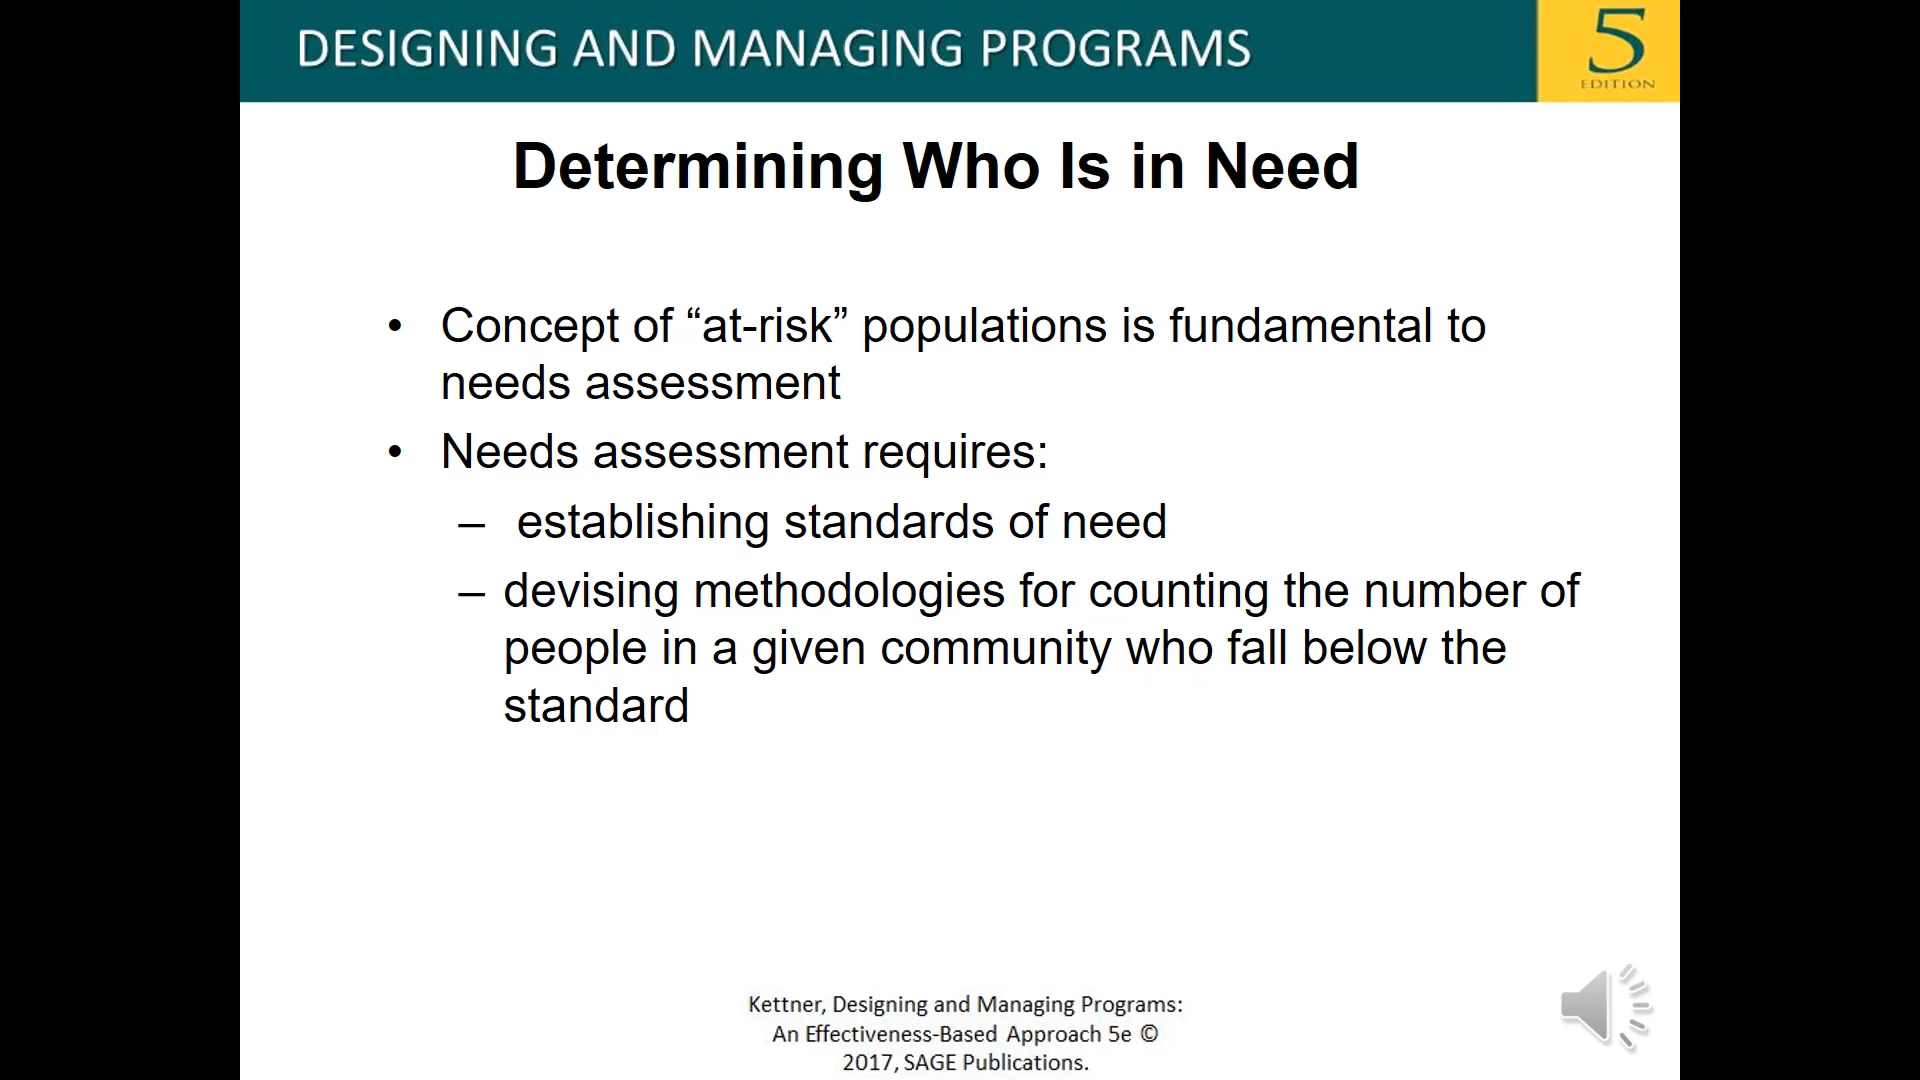 DESIGNING AND MANAGING PROGRAMS
5
EDITION
Determining Who Is in Need
• Concept of “at-risk” populations is fundamental to
needs assessment
• Needs assessment requires:
– establishing standards of need
– devising methodologies for counting the number of
people in a given community who fall below the
standard
Kettner, Designing and Managing Programs:
An Effectiveness-Based Approach 5e ©
2017, SAGE Publications.